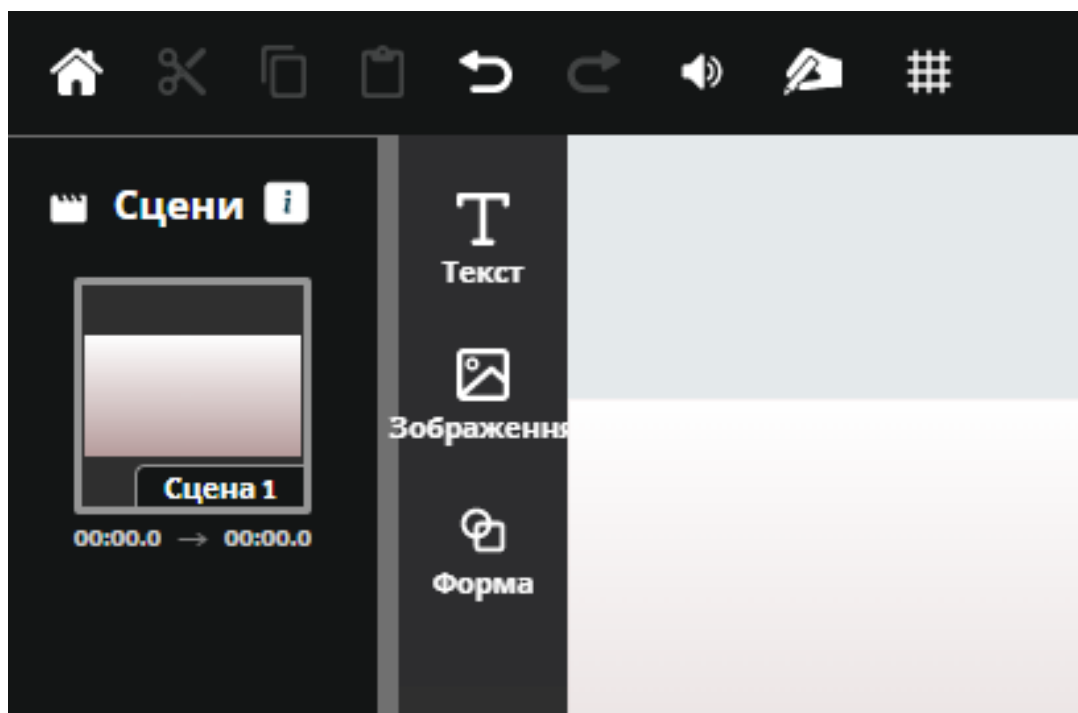 Сцени i
Текст
Зображення
Сцена 1
00:00.0 → 00:00.0
Форма